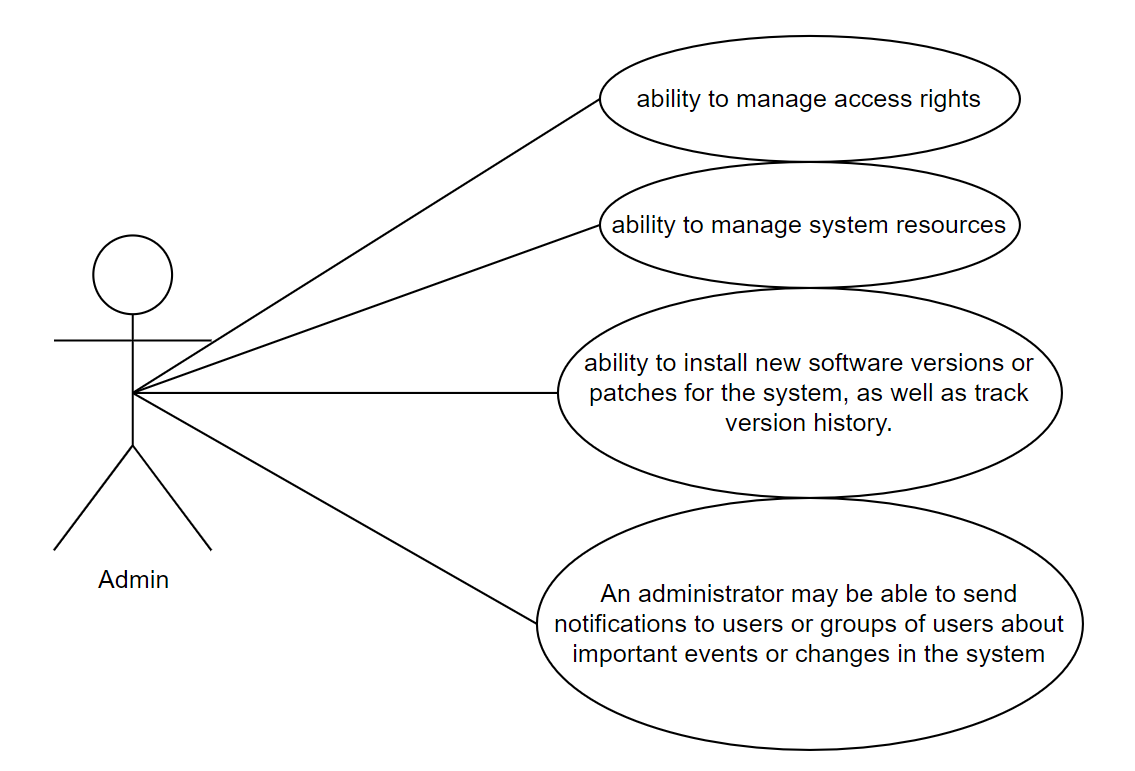 ability to manage access rights
ability to manage system resources
ability to install new software versions or
patches for the system, as well as track
version history.
Admin
An administrator may be able to send
notifications to users or groups of users about
important events or changes in the system